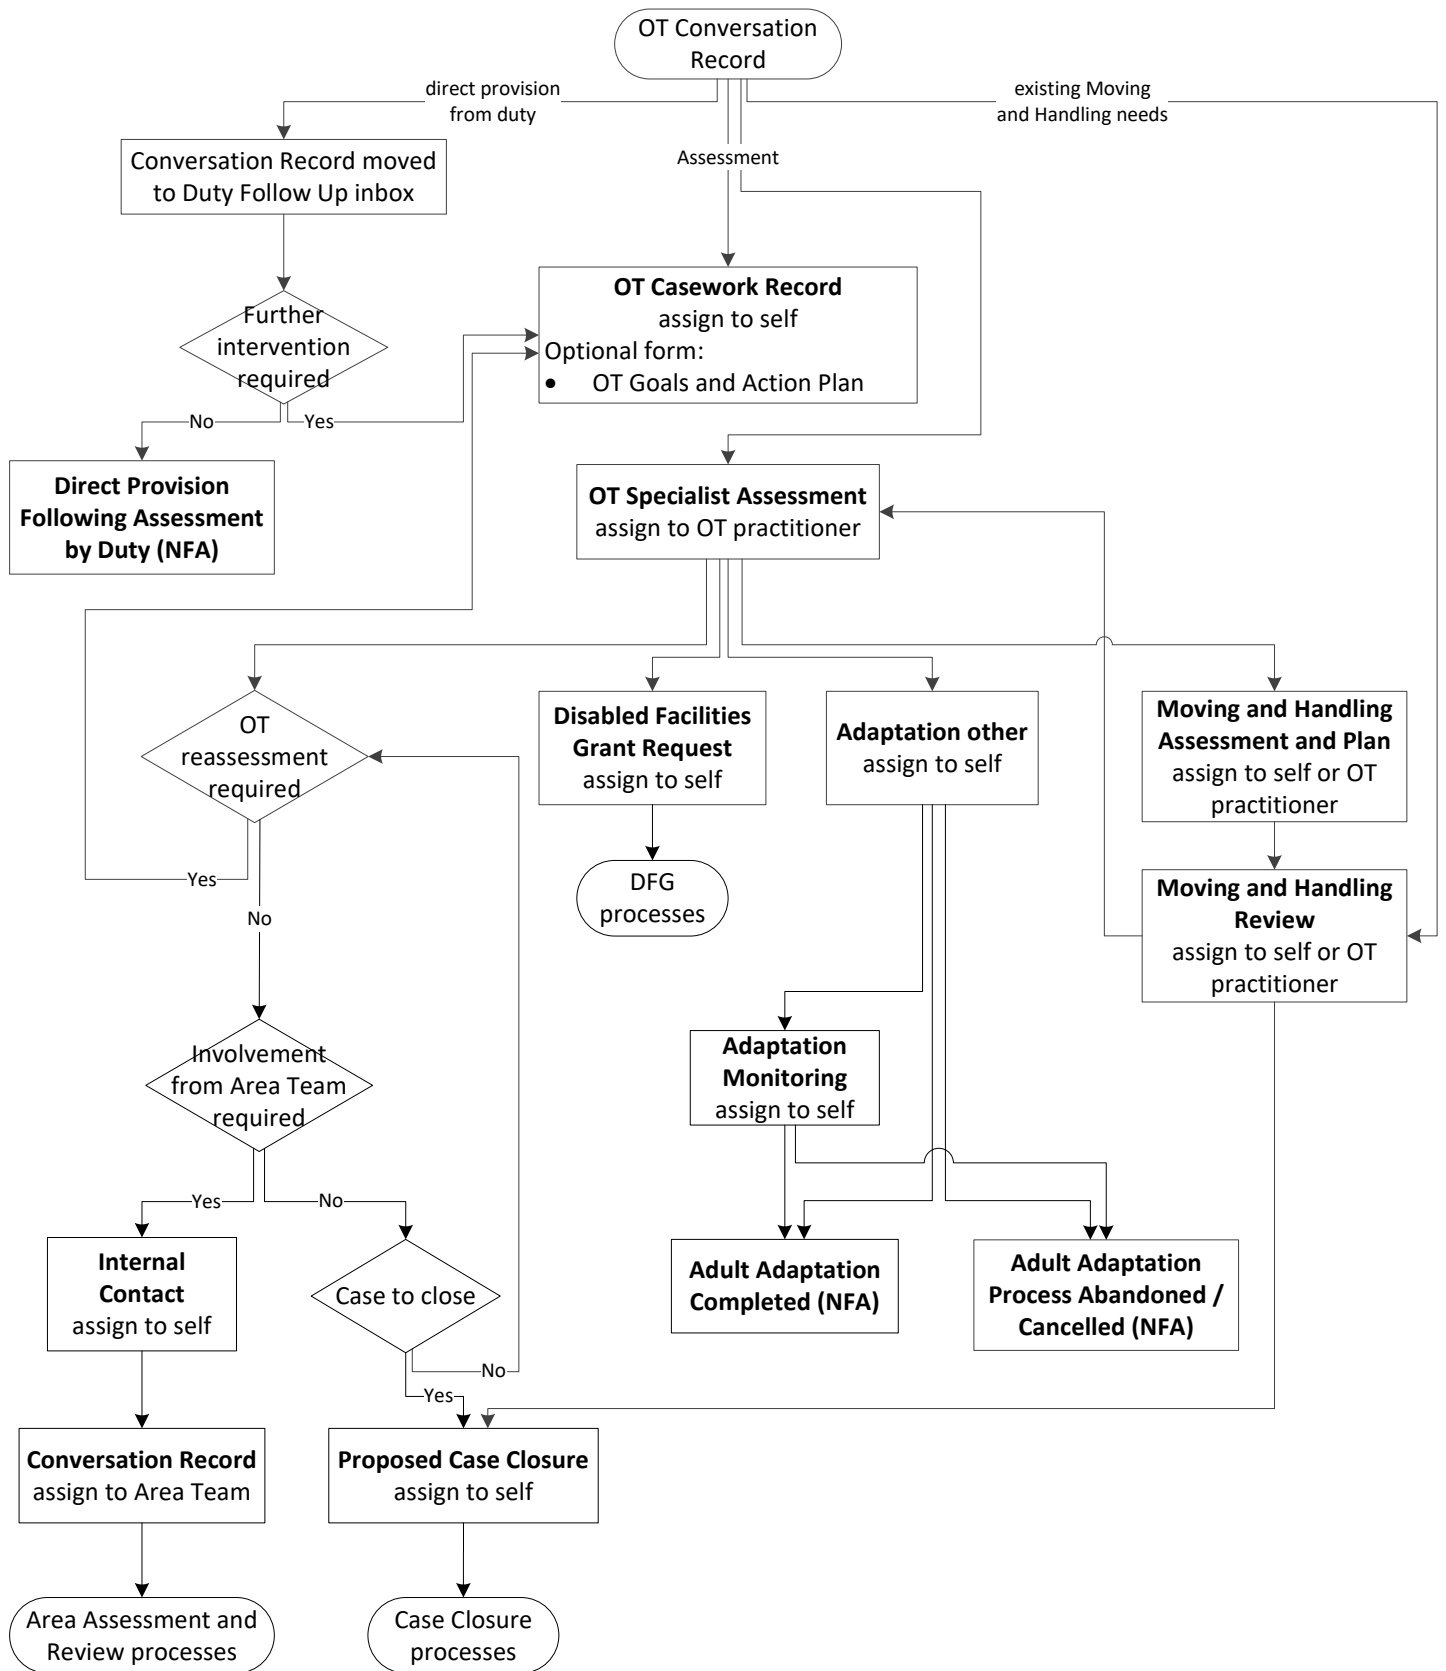 OT Conversation
Record
direct provision
from duty
existing Moving
and Handling needs
Conversation Record moved
to Duty Follow Up inbox
Assessment
OT Casework Record
assign to self
Optional form:
• OT Goals and Action Plan
Further
intervention
required
No
Yes
Direct Provision
Following Assessment
by Duty (NFA)
OT Specialist Assessment
assign to OT practitioner
OT
reassessment
required
Disabled Facilities
Grant Request
assign to self
Adaptation other
assign to self
Moving and Handling
Assessment and Plan
assign to self or OT
practitioner
Yes
No
DFG
processes
Moving and Handling
Review
assign to self or OT
practitioner
Involvement
from Area Team
required
Adaptation
Monitoring
assign to self
Yes
No
Internal
Contact
assign to self
Case to close
Adult Adaptation
Completed (NFA)
Adult Adaptation
Process Abandoned /
Cancelled (NFA)
No
Yes
Conversation Record
assign to Area Team
Proposed Case Closure
assign to self
Area Assessment and
Review processes
Case Closure
processes